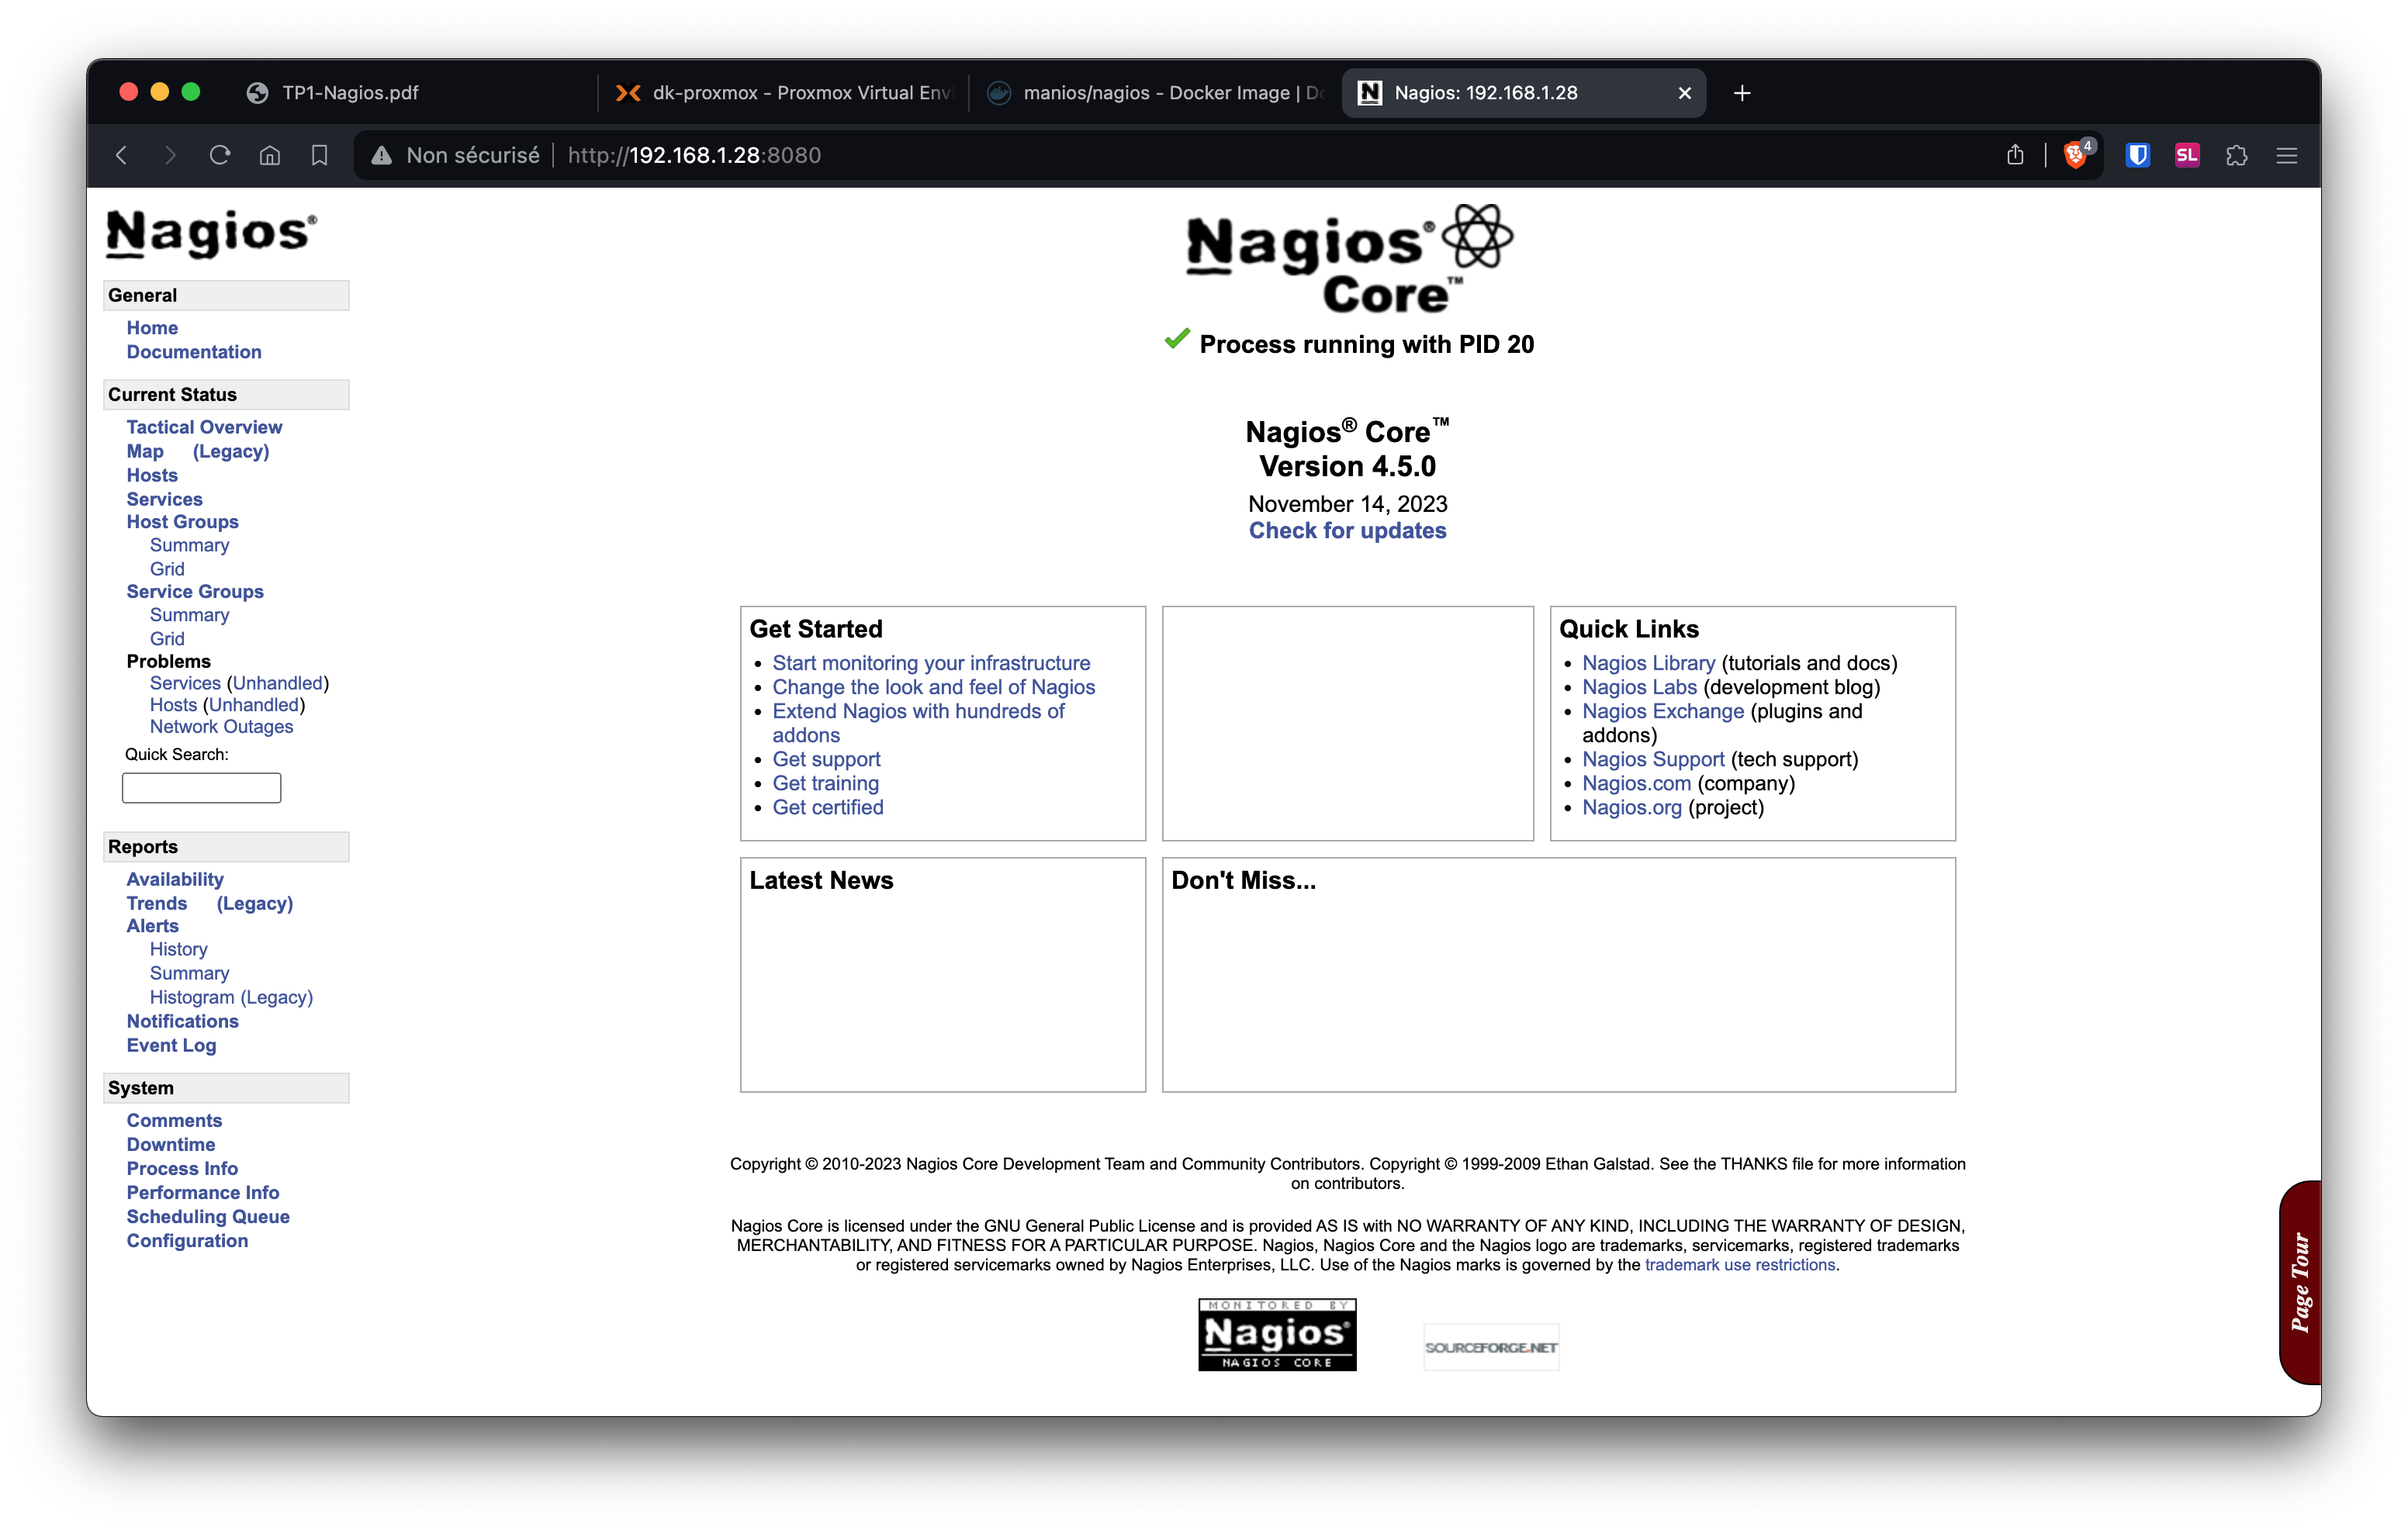 TP1-Nagios.pdf
dk-proxmox - Proxmox Virtual Envi
manios/nagios - Docker Image | Do
Nagios: 192.168.1.28
Non sécurisé
http://192.168.1.28:8080
4
SL
Nagios®
General
Home
Documentation
Current Status
Tactical Overview
Map (Legacy)
Hosts
Services
Host Groups
Summary
Grid
Service Groups
Summary
Grid
Problems
Services (Unhandled)
Hosts (Unhandled)
Network Outages
Quick Search:
Reports
Availability
Trends (Legacy)
Alerts
History
Summary
Histogram (Legacy)
Notifications
Event Log
System
Comments
Downtime
Process Info
Performance Info
Scheduling Queue
Configuration
Nagios®
Core™
Process running with PID 20
Nagios® Core™
Version 4.5.0
November 14, 2023
Check for updates
Get Started
Start monitoring your infrastructure
Change the look and feel of Nagios
Extend Nagios with hundreds of
addons
Get support
Get training
Get certified
Quick Links
Nagios Library (tutorials and docs)
Nagios Labs (development blog)
Nagios Exchange (plugins and
addons)
Nagios Support (tech support)
Nagios.com (company)
Nagios.org (project)
Latest News
Don't Miss...
Copyright © 2010-2023 Nagios Core Development Team and Community Contributors. Copyright © 1999-2009 Ethan Galstad. See the THANKS file for more information
on contributors.
Nagios Core is licensed under the GNU General Public License and is provided AS IS with NO WARRANTY OF ANY KIND, INCLUDING THE WARRANTY OF DESIGN,
MERCHANTABILITY, AND FITNESS FOR A PARTICULAR PURPOSE. Nagios, Nagios Core and the Nagios logo are trademarks, servicemarks, registered trademarks
or registered servicemarks owned by Nagios Enterprises, LLC. Use of the Nagios marks is governed by the trademark use restrictions.
MONITORED BY
Nagios®
NAGIOS CORE
SOURCEFORGE.NET
Page Tour